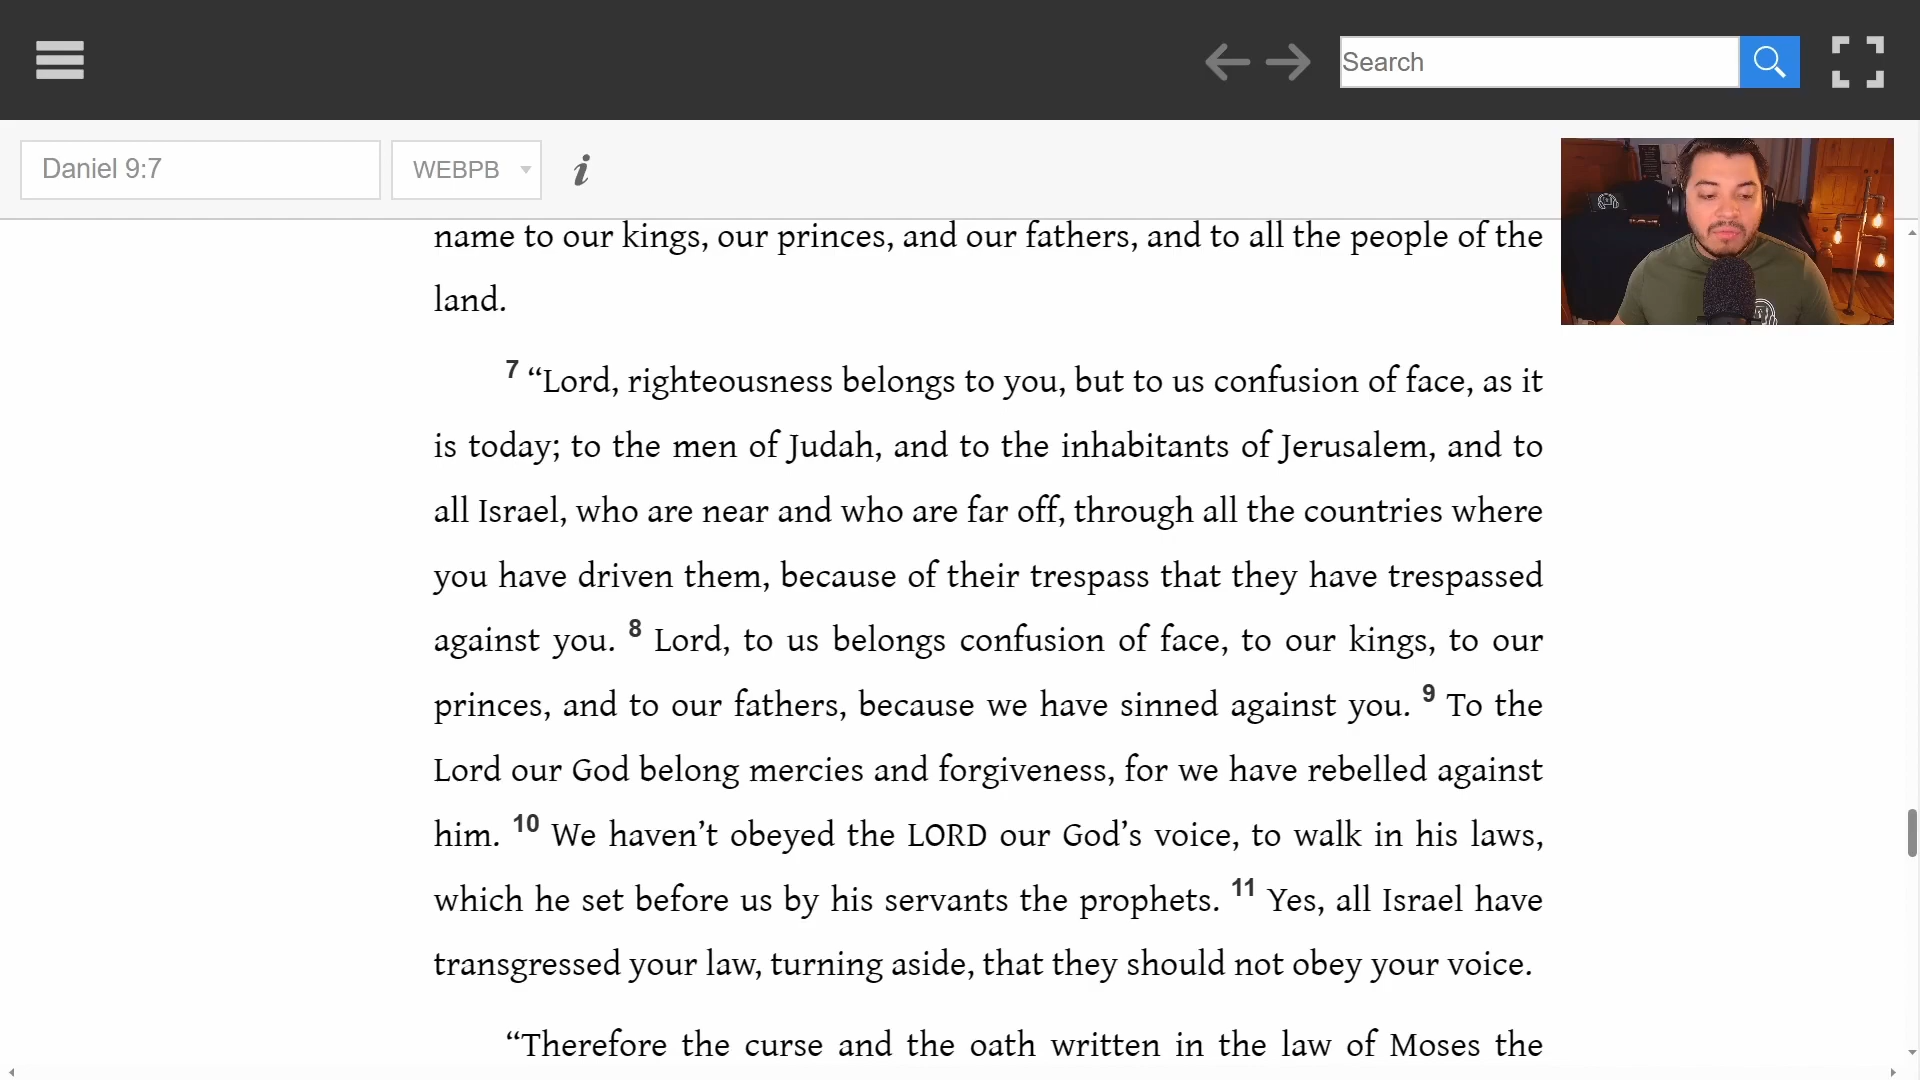 Search
Daniel 9:7
WEBPB
i
name to our kings, our princes, and our fathers, and to all the people of the
land.
7 “Lord, righteousness belongs to you, but to us confusion of face, as it
is today; to the men of Judah, and to the inhabitants of Jerusalem, and to
all Israel, who are near and who are far off, through all the countries where
you have driven them, because of their trespass that they have trespassed
against you. 8 Lord, to us belongs confusion of face, to our kings, to our
princes, and to our fathers, because we have sinned against you. 9 To the
Lord our God belong mercies and forgiveness, for we have rebelled against
him. 10 We haven’t obeyed the LORD our God’s voice, to walk in his laws,
which he set before us by his servants the prophets. 11 Yes, all Israel have
transgressed your law, turning aside, that they should not obey your voice.
“Therefore the curse and the oath written in the law of Moses the